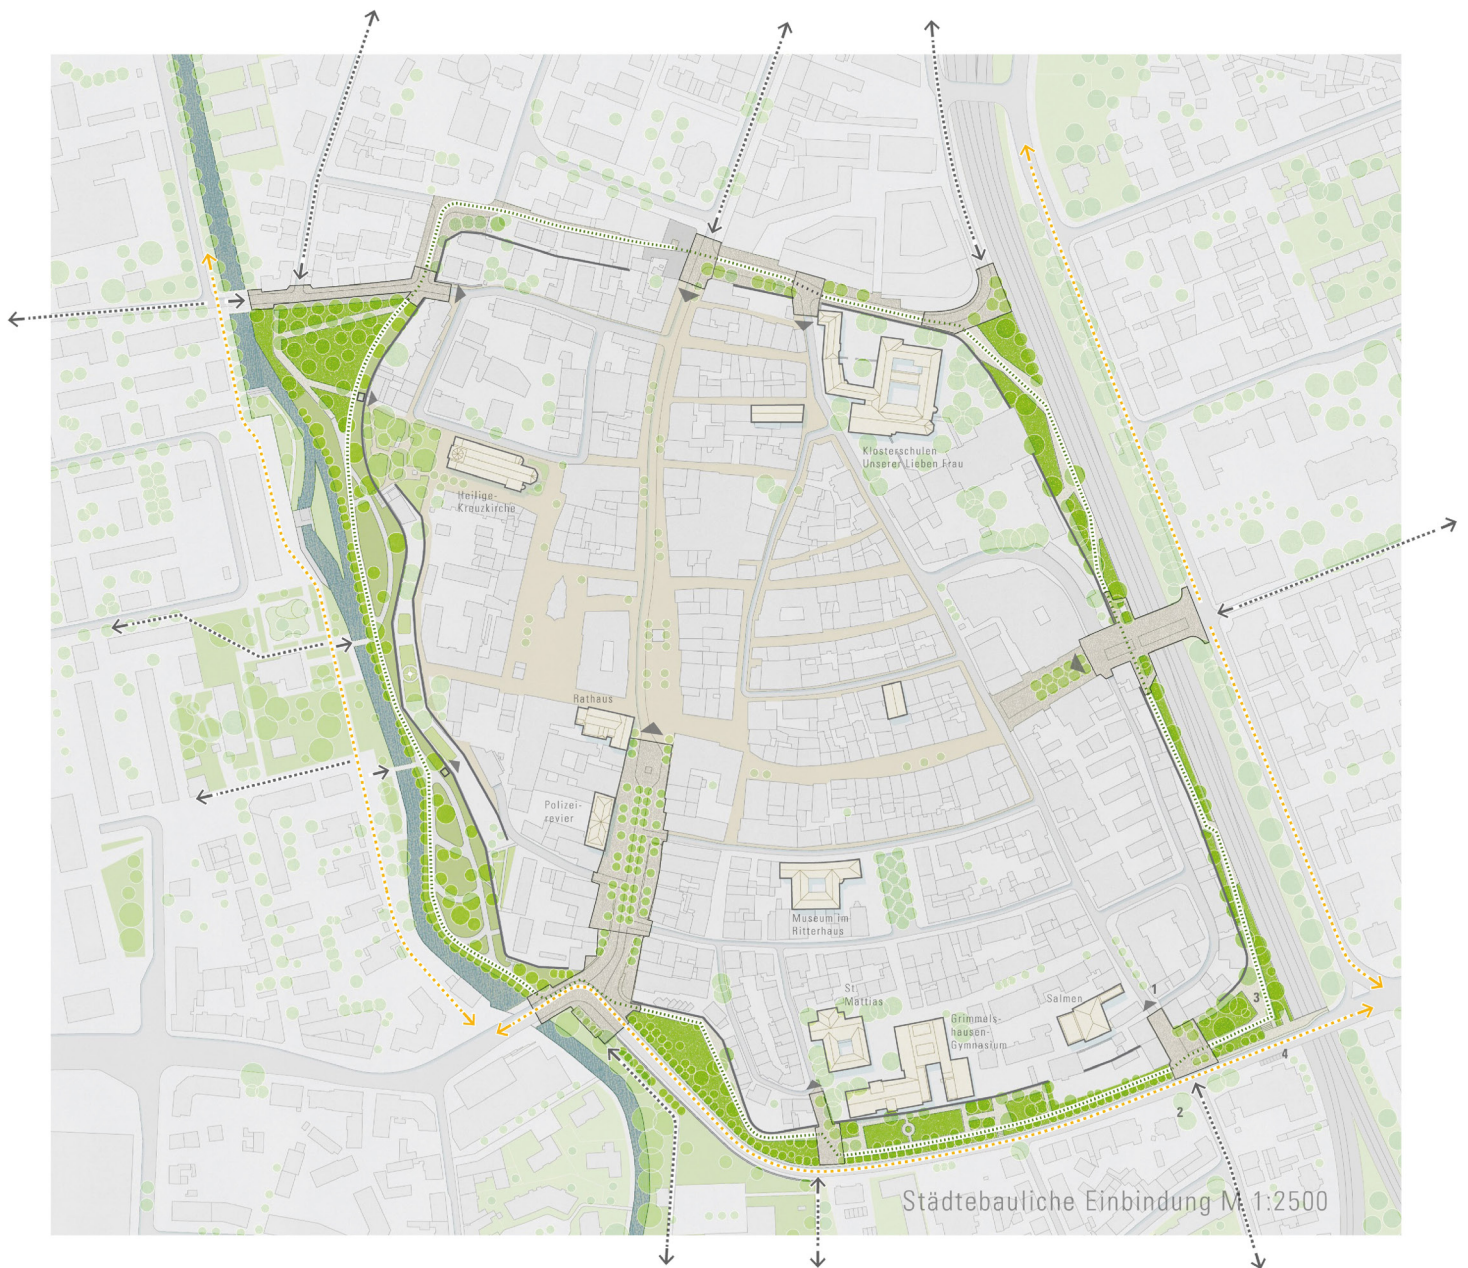 Klosterschulen
Unserer Lieben Frau
Heilige-
Kreuzkirche
Rathaus
Polizei-
revier
Museum im
Ritterhaus
St.
Mattias
Grimmels-
hausen-
Gymnasium
Salmen
1
3
4
2
Städtebauliche Einbindung M 1:2500